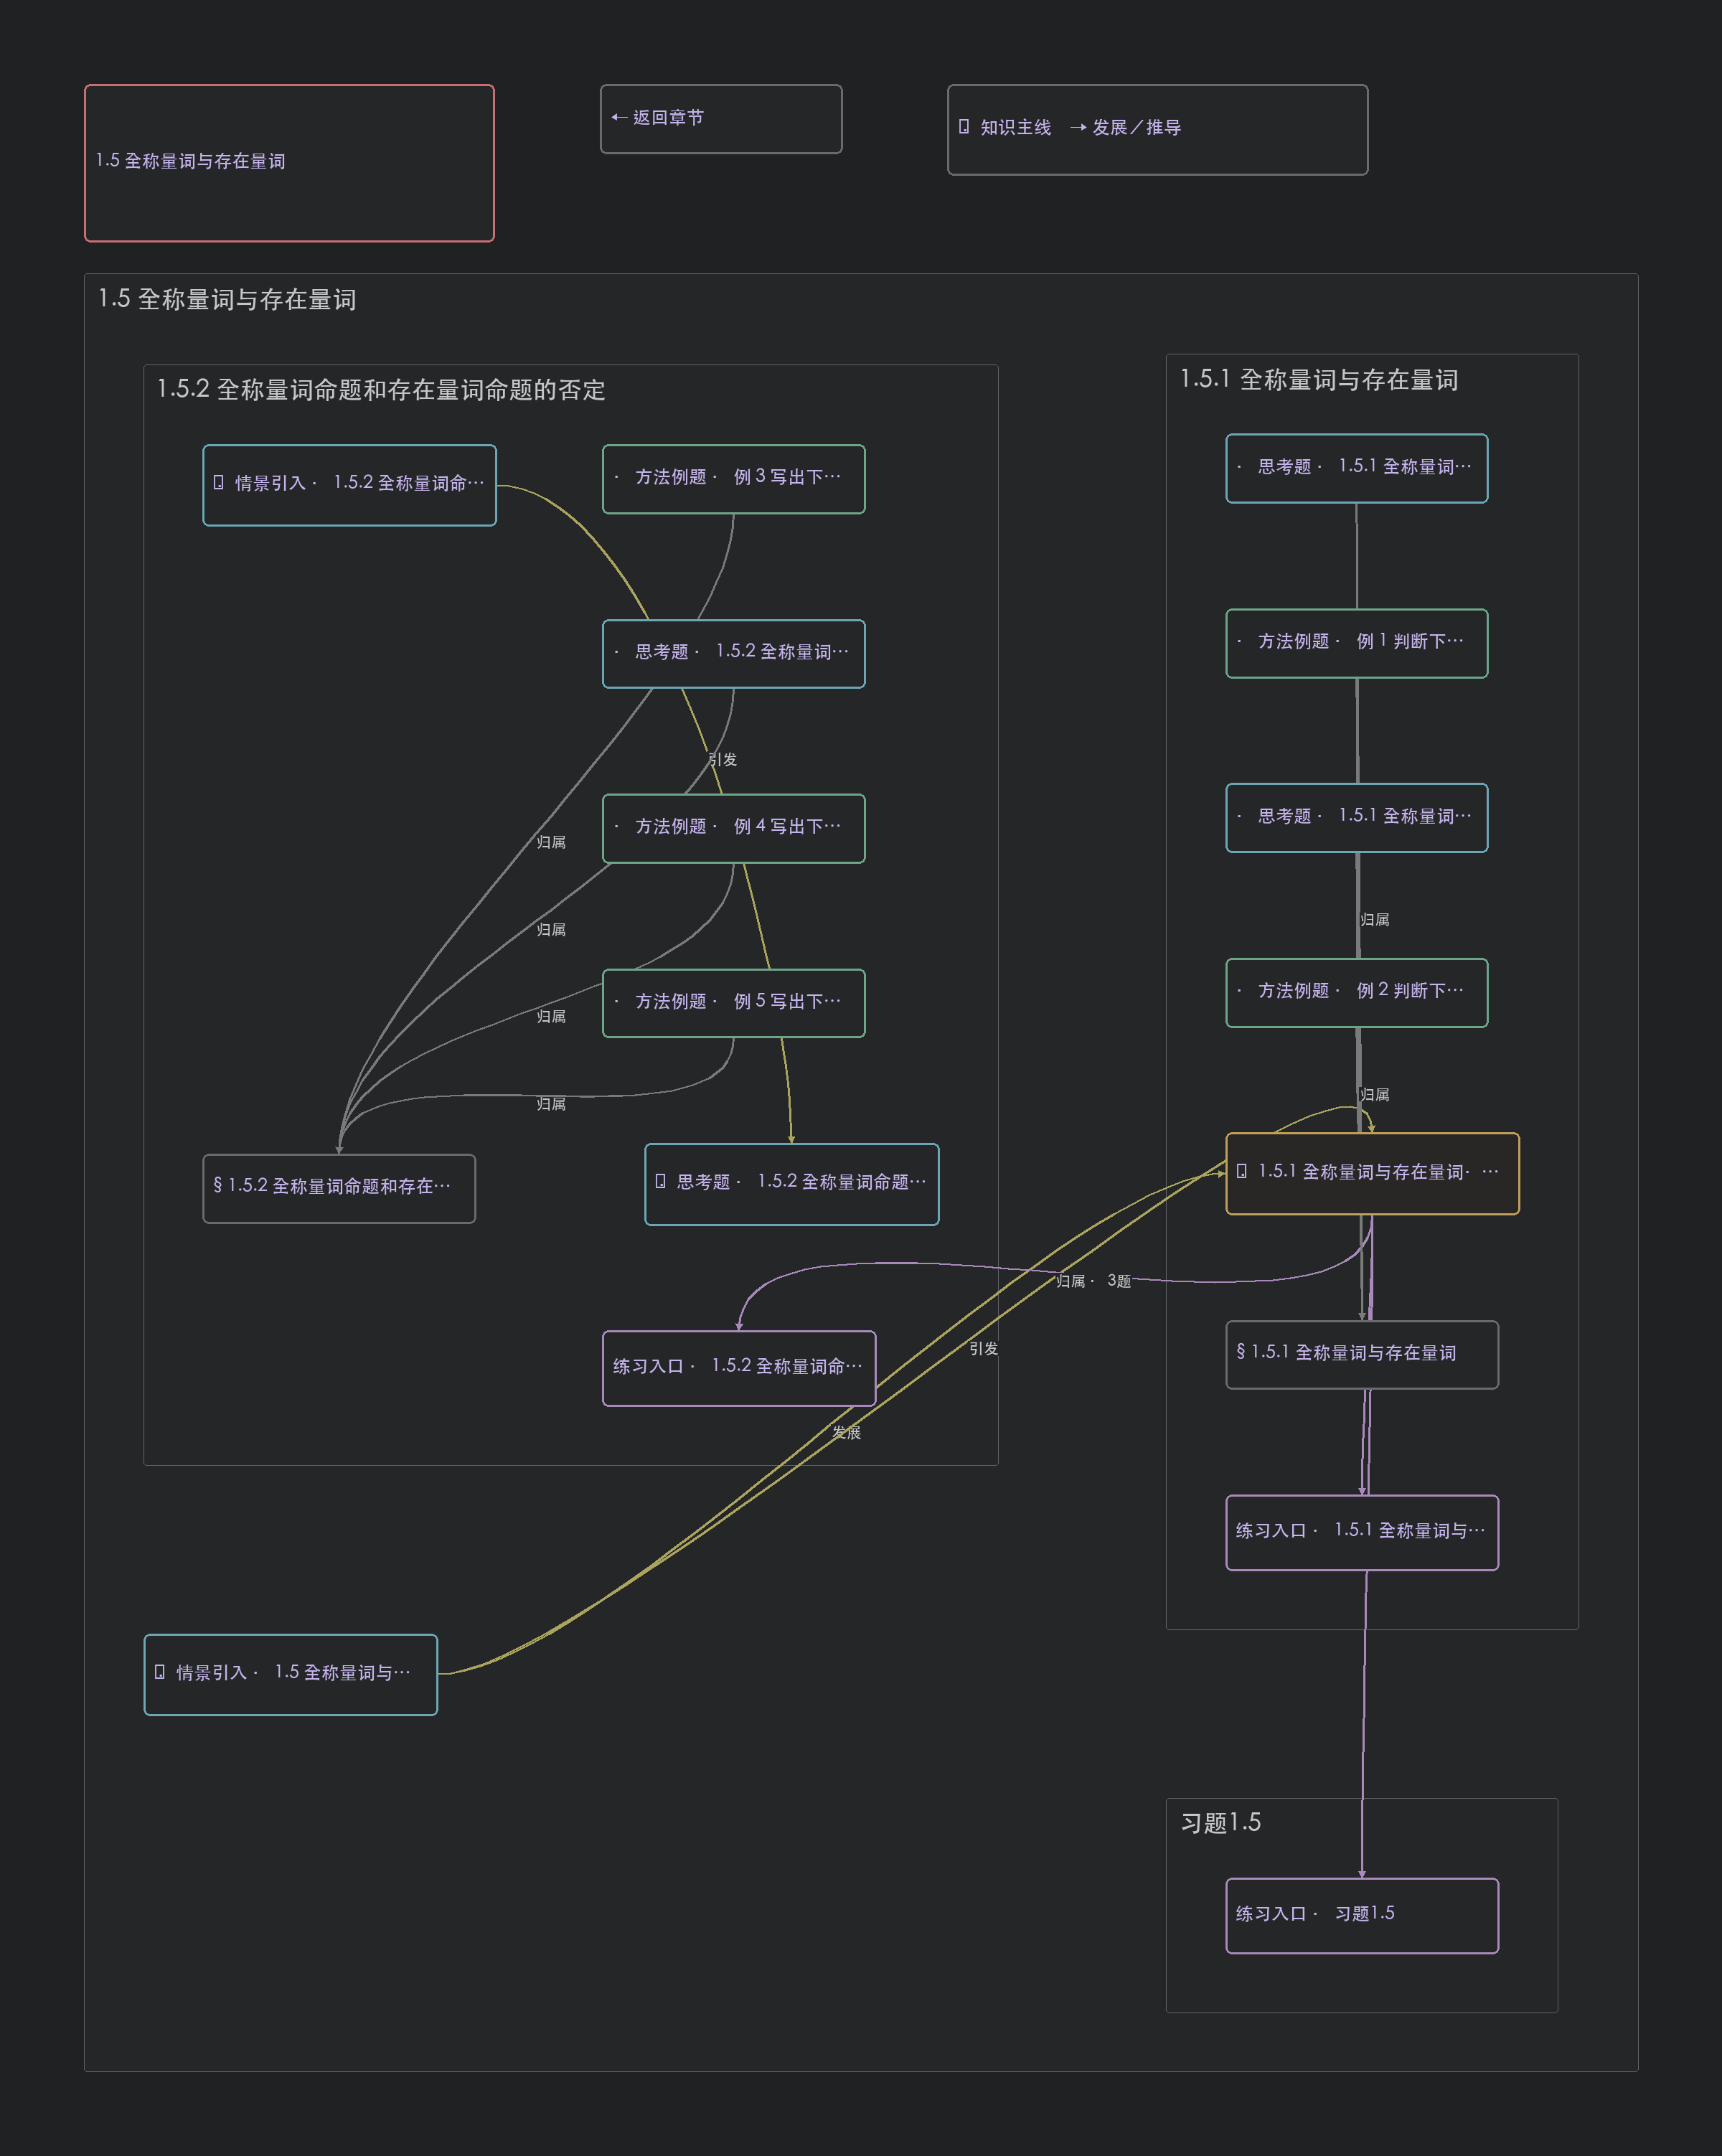 1.5 全称量词与存在量词
← 返回章节
知识主线 → 发展／推导
1.5 全称量词与存在量词
1.5.2 全称量词命题和存在量词命题的否定
情景引入 · 1.5.2 全称量词命…
· 方法例题 · 例 3 写出下…
· 思考题 · 1.5.2 全称量词…
引发
· 方法例题 · 例 4 写出下…
归属
归属
· 方法例题 · 例 5 写出下…
归属
归属
§ 1.5.2 全称量词命题和存在…
思考题 · 1.5.2 全称量词命题…
练习入口 · 1.5.2 全称量词命…
1.5.1 全称量词与存在量词
· 思考题 · 1.5.1 全称量词…
· 方法例题 · 例 1 判断下…
· 思考题 · 1.5.1 全称量词…
归属
· 方法例题 · 例 2 判断下…
归属
1.5.1 全称量词与存在量词· …
归属 · 3题
引发
§ 1.5.1 全称量词与存在量词
发展
练习入口 · 1.5.1 全称量词与…
情景引入 · 1.5 全称量词与…
习题1.5
练习入口 · 习题1.5